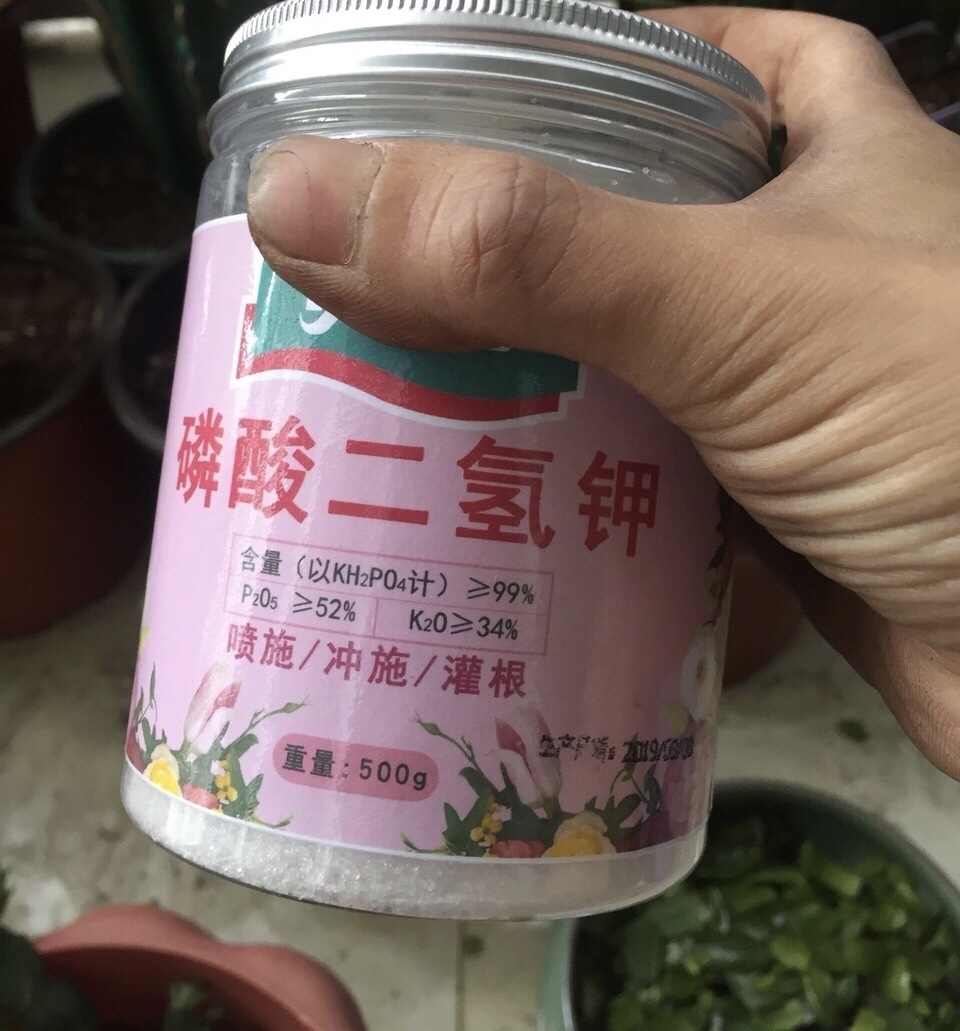 磷酸二氢钾
含量（以KH₂PO₄计）≥99%
P₂O₅ ≥52% K₂O≥34%
喷施/冲施/灌根
重量：500g